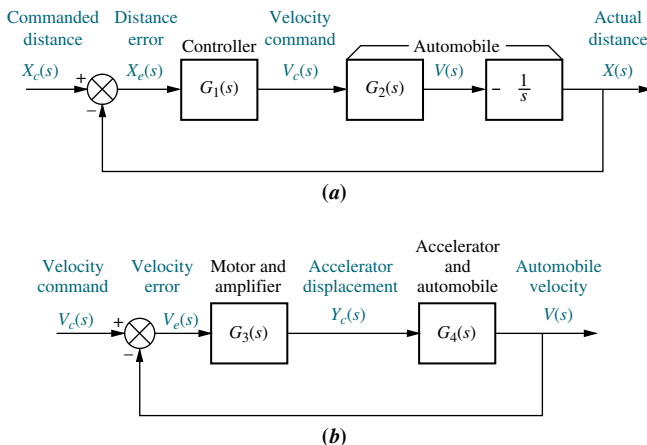 Commanded distance
Distance error
Controller
Velocity command
Automobile
Actual distance
Xc(s)
+
−
Xe(s)
G1(s)
Vc(s)
G2(s)
V(s)
− 1/s
X(s)
(a)
Velocity command
Velocity error
Motor and amplifier
Accelerator displacement
Accelerator and automobile
Automobile velocity
Vc(s)
+
−
Ve(s)
G3(s)
Yc(s)
G4(s)
V(s)
(b)